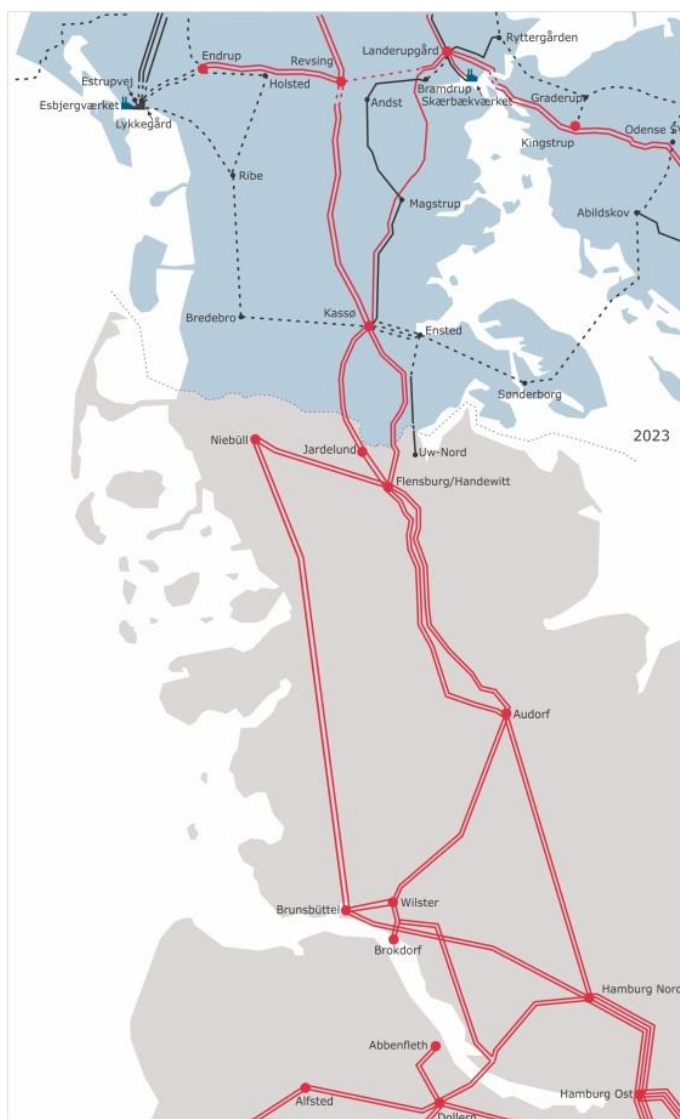 Ryttergården
Landerupgård
Endrup
Revsing
Estrupvej
Holsted
Bramdrup
Skærbækværket
Esbjergværket
Andst
Graderup
Lykkegård
Kingstrup
Odense
Ribe
Magstrup
Abildskov
Kassø
Bredebro
Ensted
Sønderborg
2023
Niebüll
Jardelund
Uw-Nord
Flensburg/Handewitt
Audorf
Brunsbüttel
Wilster
Brokdorf
Hamburg Nord
Abbenfleth
Alfsted
Hamburg Ost
Dollern